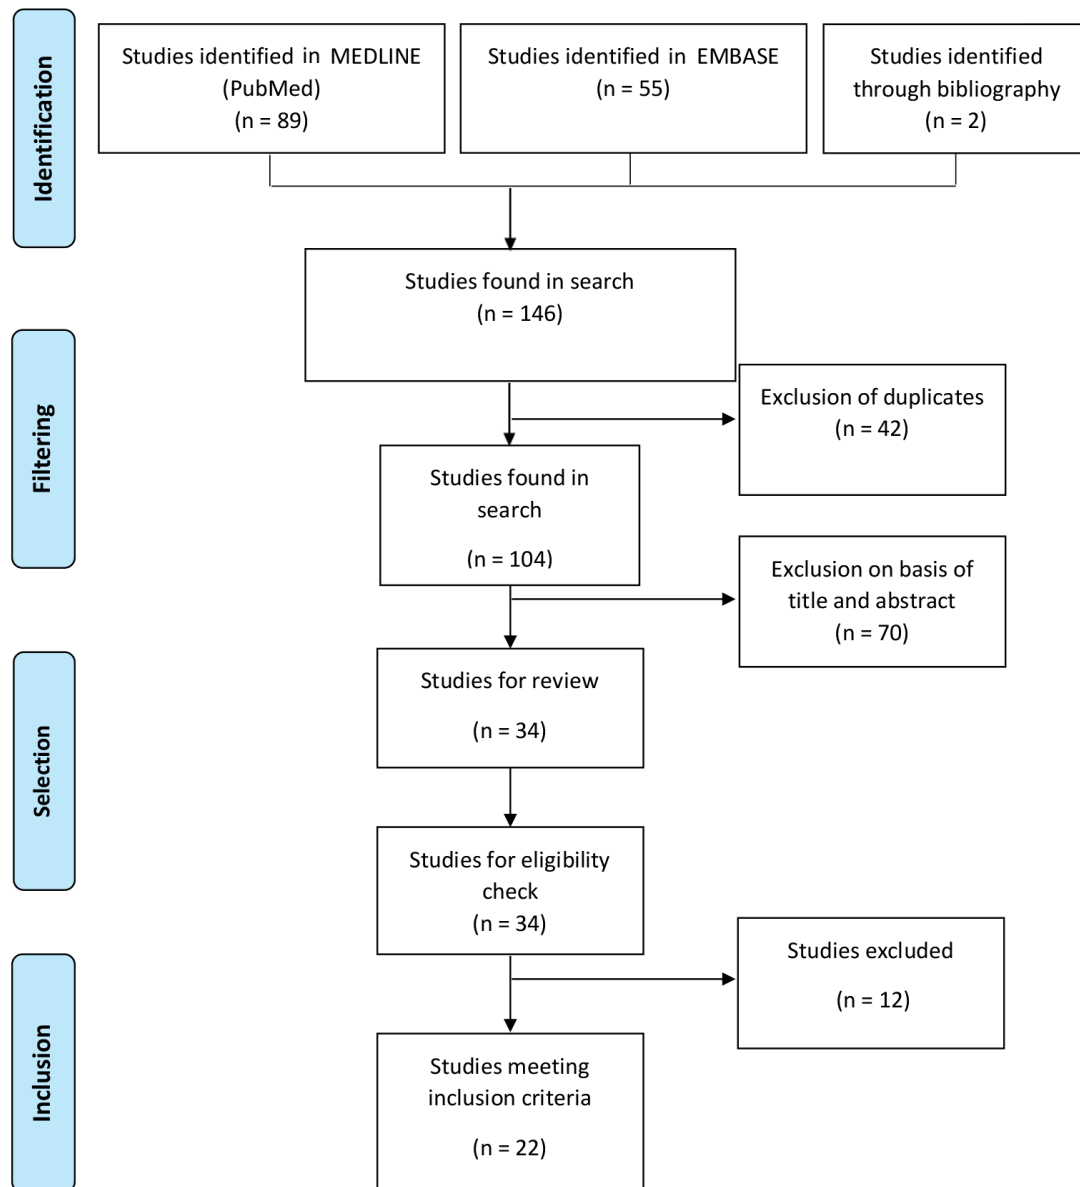 Identification
Studies identified in MEDLINE
(PubMed)
(n = 89)
Studies identified in EMBASE
(n = 55)
Studies identified
through bibliography
(n = 2)
Studies found in search
(n = 146)
Filtering
Exclusion of duplicates
(n = 42)
Studies found in
search
(n = 104)
Exclusion on basis of
title and abstract
(n = 70)
Selection
Studies for review
(n = 34)
Studies for eligibility
check
(n = 34)
Inclusion
Studies excluded
(n = 12)
Studies meeting
inclusion criteria
(n = 22)